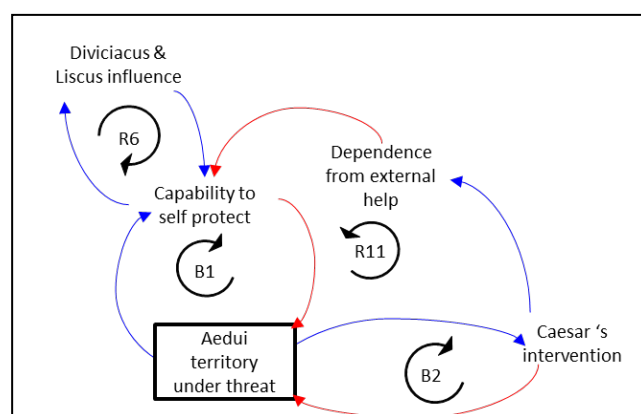 Diviciacus &
Liscus influence
R6
Dependence
from external
help
Capability to
self protect
R11
B1
Aedui
territory
under threat
Caesar ‘s
intervention
B2